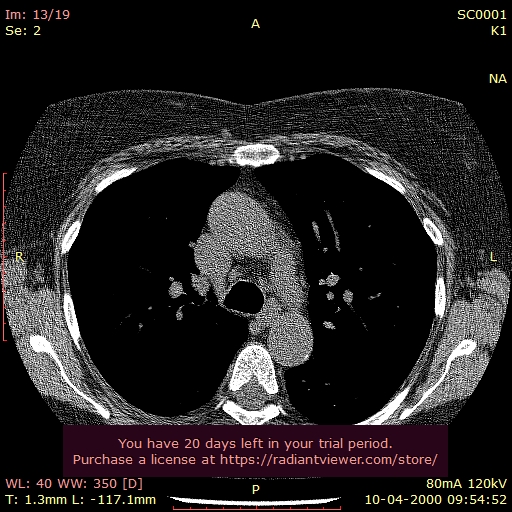 Im: 13/19
Se: 2
A
SC0001
K1
NA
R
L
You have 20 days left in your trial period.
Purchase a license at https://radiantviewer.com/store/
WL: 40 WW: 350 [D]
T: 1.3mm L: -117.1mm
P
80mA 120kV
10-04-2000 09:54:52